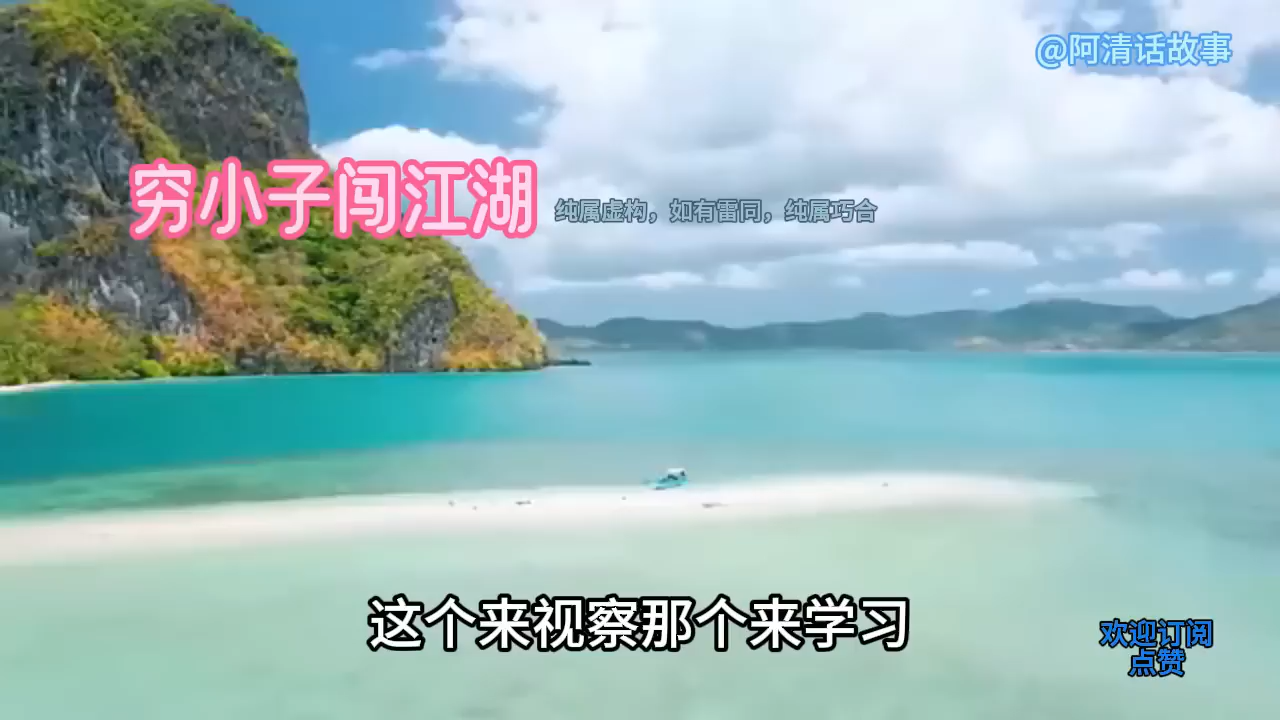 @阿清话故事
穷小子闯江湖
纯属虚构，如有雷同，纯属巧合
这个来视察那个来学习
欢迎订阅
点赞